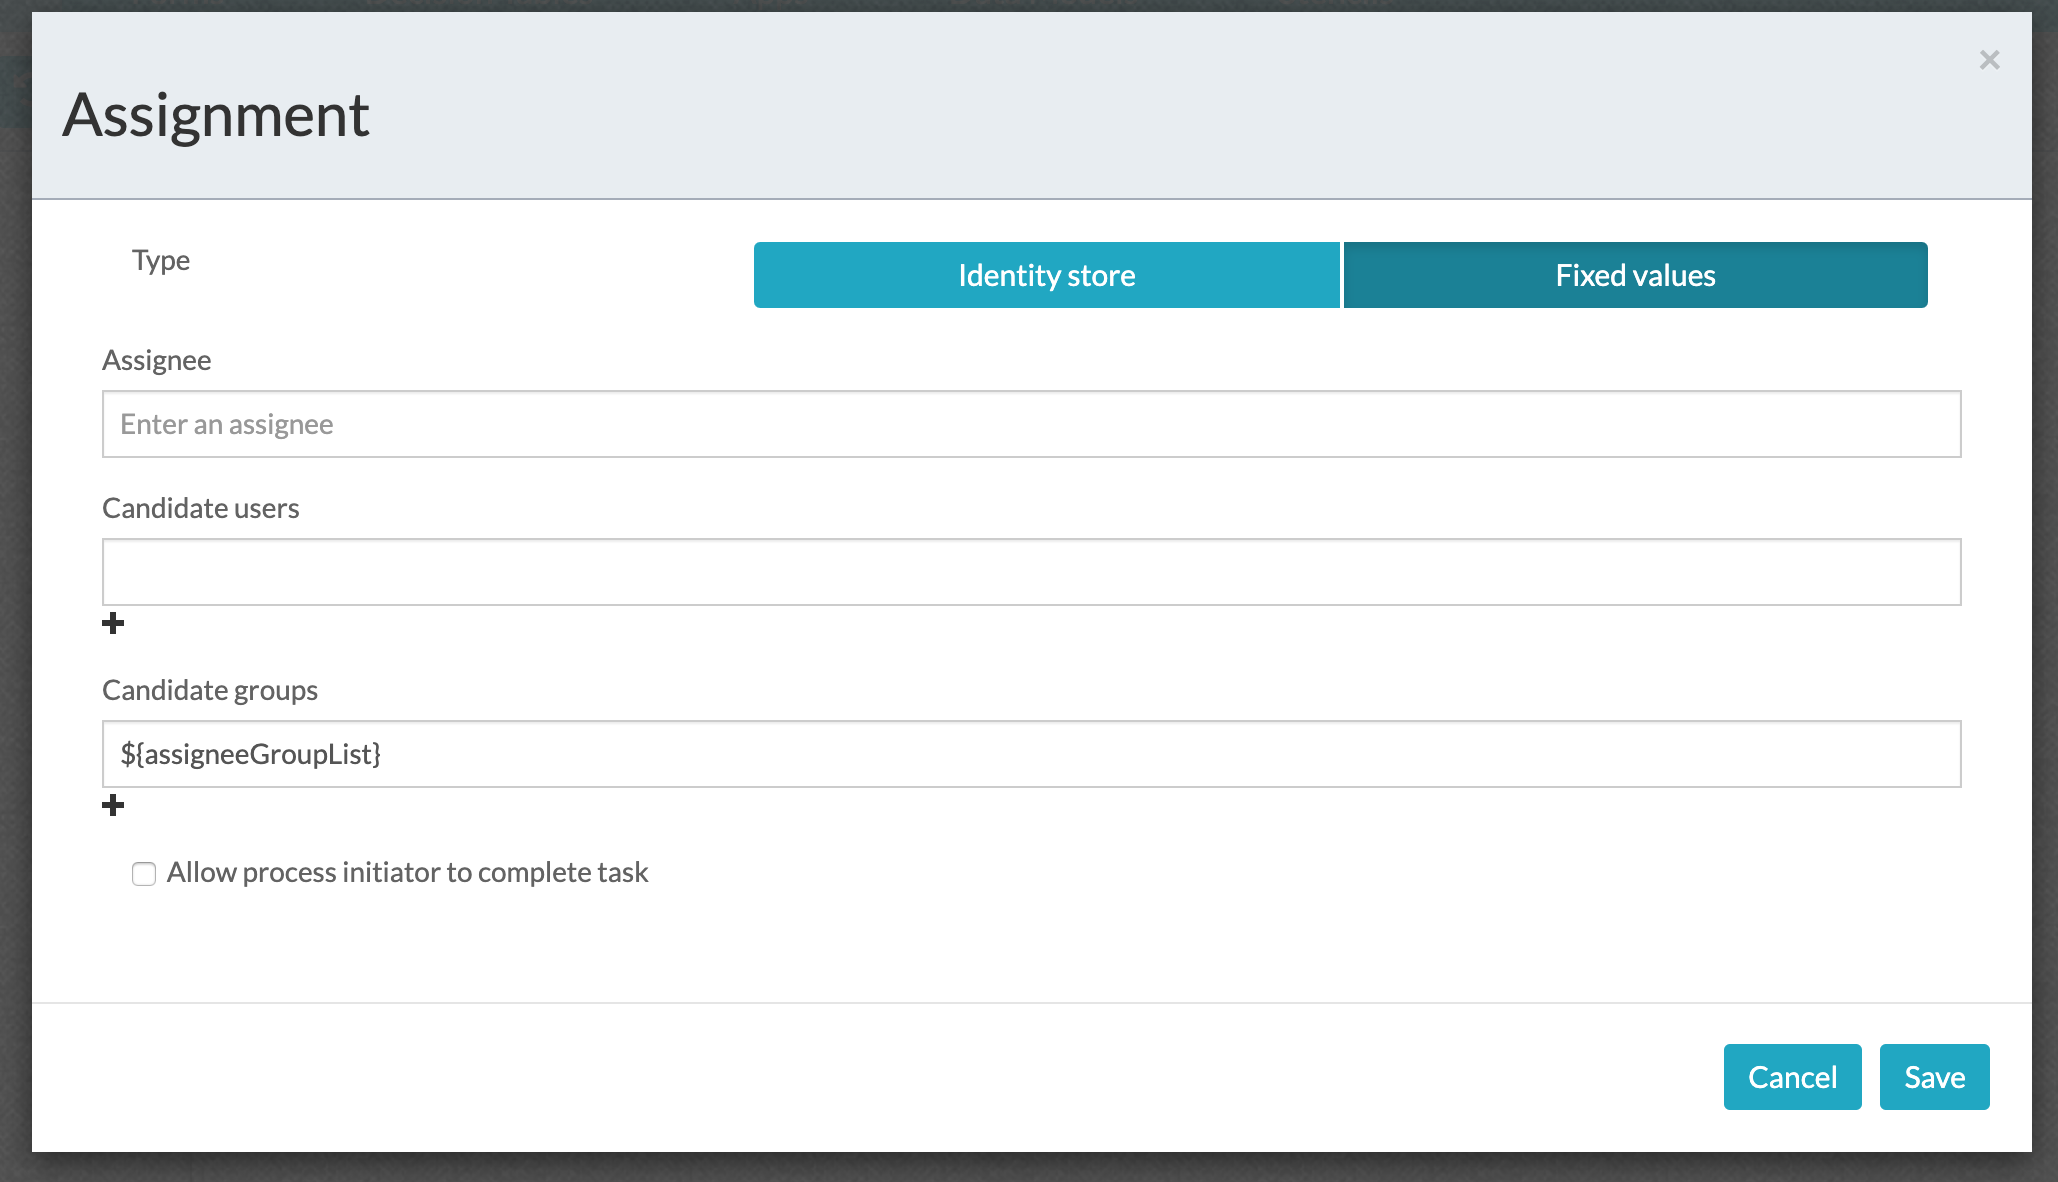 Assignment
Type
Identity store
Fixed values
Assignee
Enter an assignee
Candidate users
Candidate groups
${assigneeGroupList}
Allow process initiator to complete task
Cancel
Save